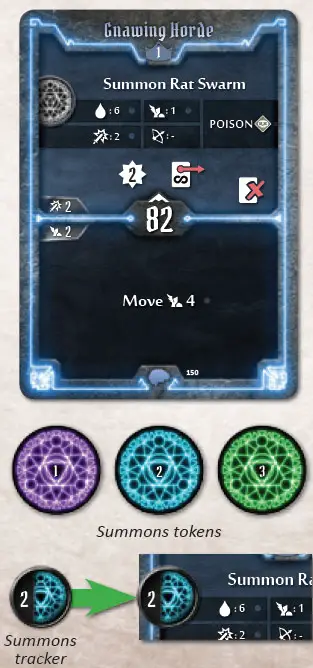 Gnawing Horde
1
Summon Rat Swarm
: 6 : 1
POISON
: 2 : -
2
82
2
2
Move 4
150
1 2 3
Summons tokens
2 2 Summon Ra
: 6 : 1
: 2 : -
Summons
tracker